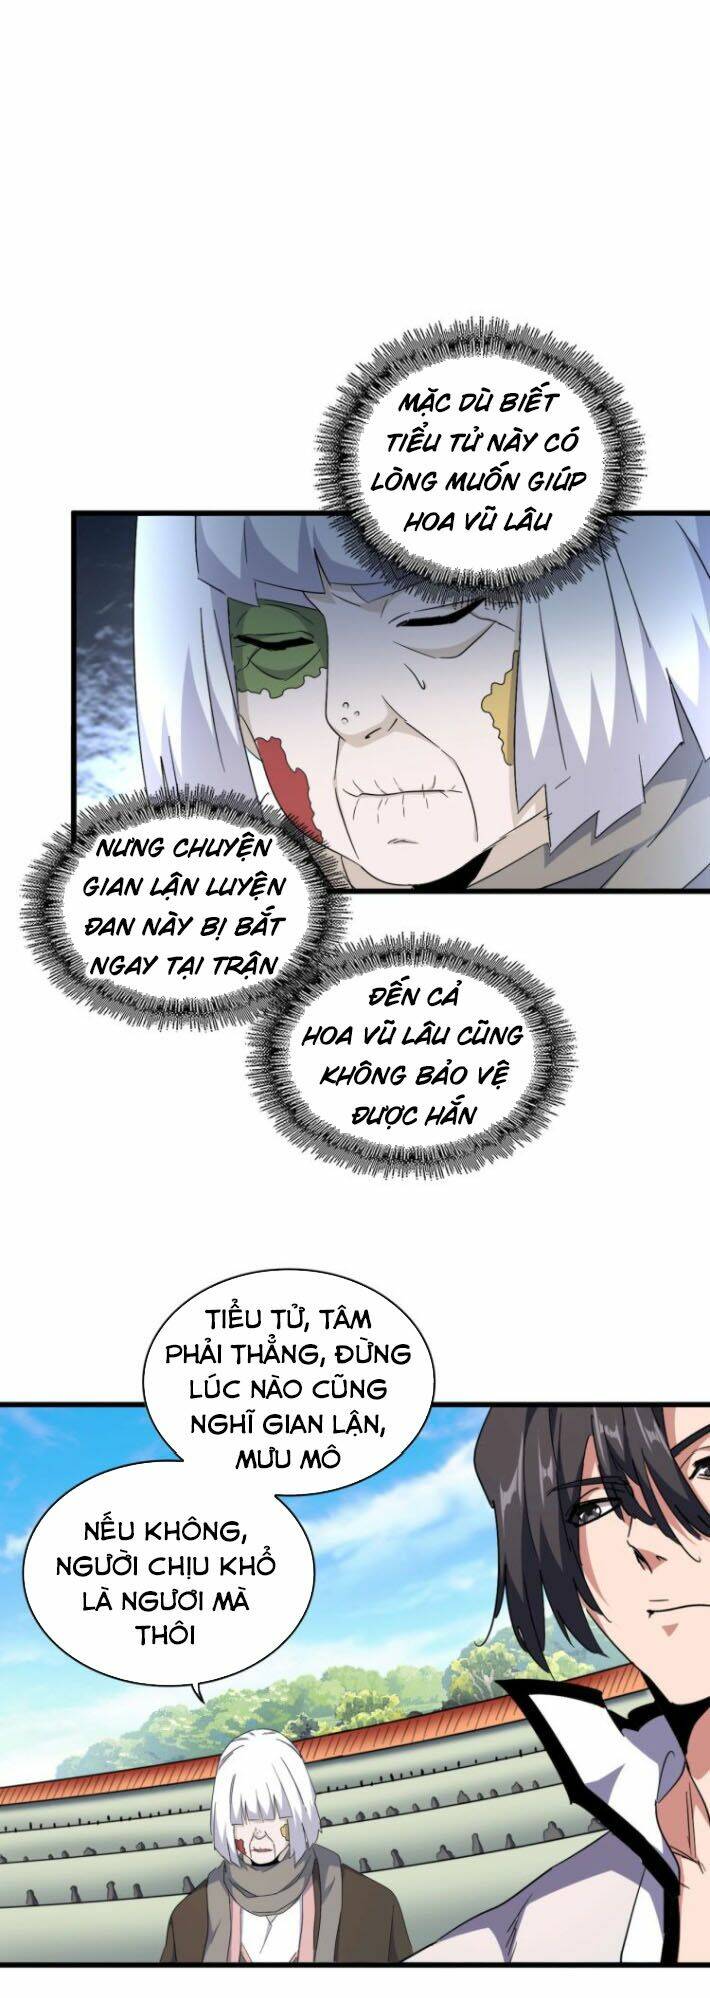 MẶC DÙ BIẾT
TIỂU TỬ NÀY CÓ
LÒNG MUỐN GIÚP
HOA VŨ LÂU
NƯNG CHUYỆN
GIAN LẬN LUYỆN
ĐAN NÀY BỊ BẮT
NGAY TẠI TRẬN
ĐẾN CẢ
HOA VŨ LÂU CŨNG
KHÔNG BẢO VỆ
ĐƯỢC HẮN
TIỂU TỬ, TÂM
PHẢI THẲNG, ĐỪNG
LÚC NÀO CŨNG
NGHĨ GIAN LẬN,
MƯU MÔ
NẾU KHÔNG,
NGƯỜI CHỊU KHỔ
LÀ NGƯƠI MÀ
THÔI